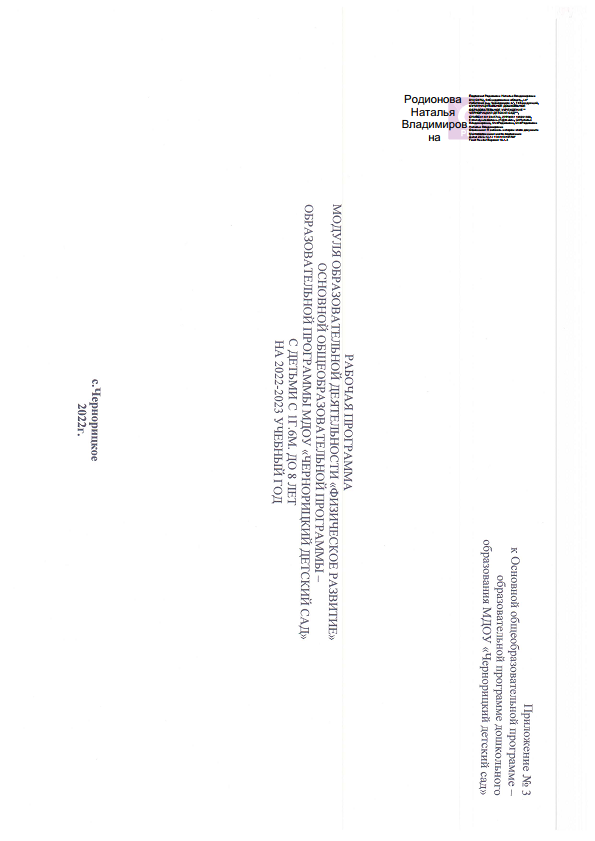 Родионова
Наталья
Владимиров
на
Приложение № 3
к Основной общеобразовательной программе –
образовательной программе дошкольного
образования МДОУ «Чернорицкий детский сад»
РАБОЧАЯ ПРОГРАММА
МОДУЛЯ ОБРАЗОВАТЕЛЬНОЙ ДЕЯТЕЛЬНОСТИ «ФИЗИЧЕСКОЕ РАЗВИТИЕ»
ОСНОВНОЙ ОБЩЕОБРАЗОВАТЕЛЬНОЙ ПРОГРАММЫ –
ОБРАЗОВАТЕЛЬНОЙ ПРОГРАММЫ МДОУ «ЧЕРНОРИЦКИЙ ДЕТСКИЙ САД»
С ДЕТЬМИ С 1Г.6М. ДО 8 ЛЕТ
НА 2022-2023 УЧЕБНЫЙ ГОД
с.Чернорицкое
2022г.